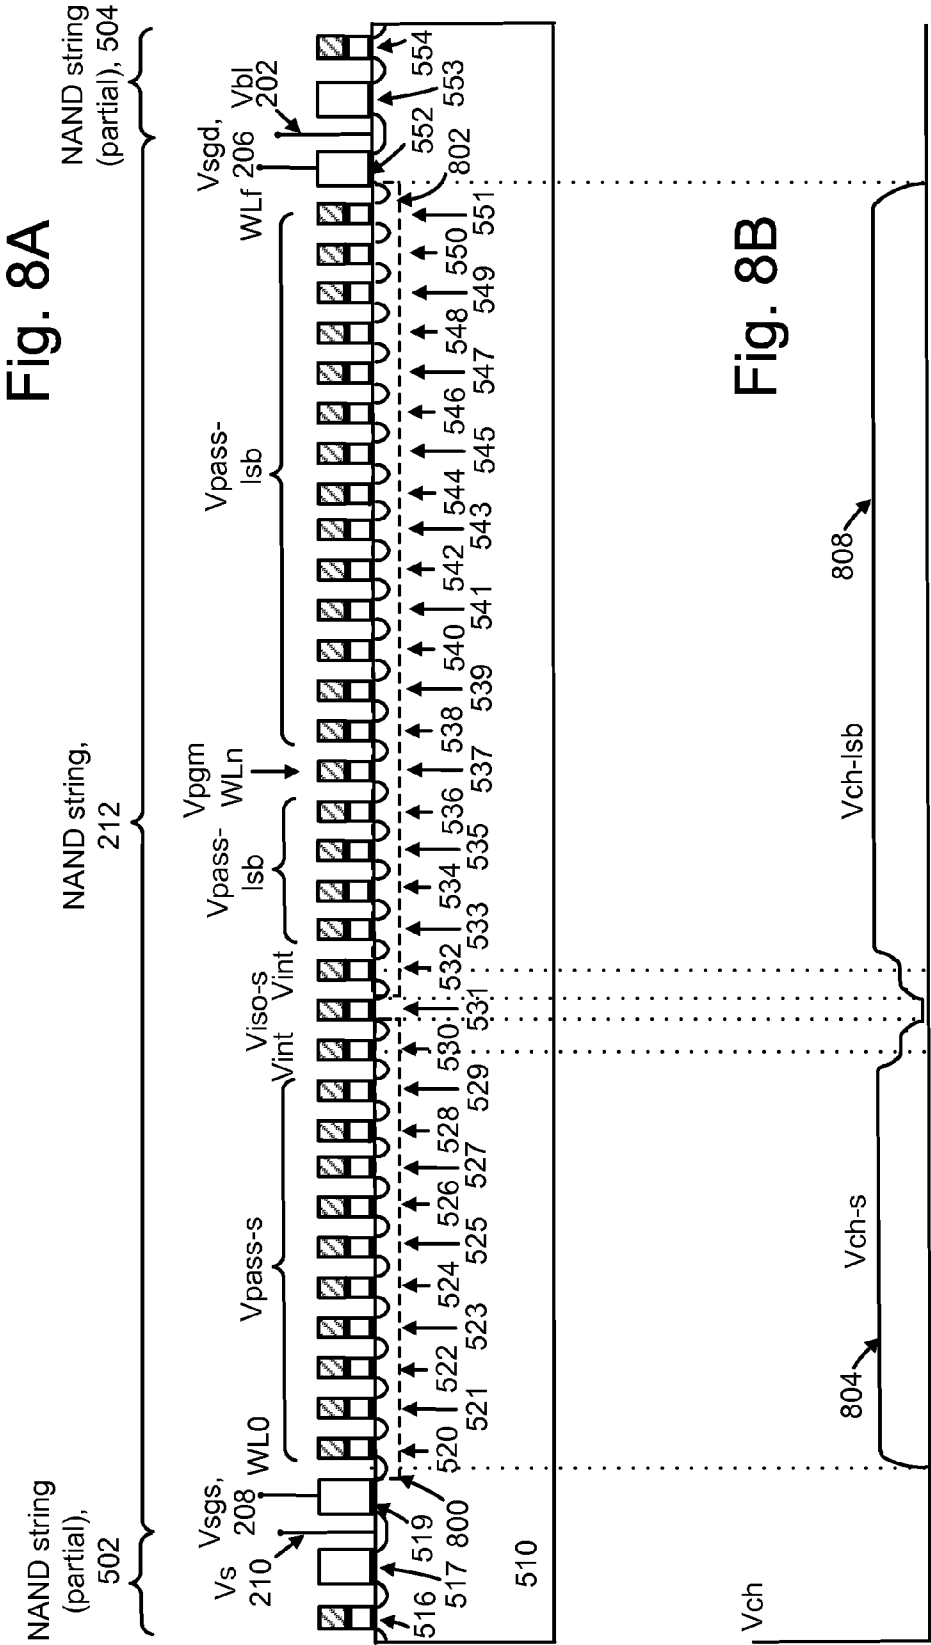 Fig. 8A
NAND string
(partial),
502
NAND string,
212
NAND string
(partial), 504
Vs
210
Vsgs,
208
WL0
Vpass-s
Vint
Viso-s
Vint
Vpass-
lsb
Vpgm
WLn
Vpass-
lsb
WLf
Vsgd,
206
Vbl
202
516
517
519
800
520
521
522
523
524
525
526
527
528
529
530
531
532
533
534
535
536
537
538
539
540
541
542
543
544
545
546
547
548
549
550
551
802
552
553
554
510
Fig. 8B
Vch
804
Vch-s
Vch-lsb
808